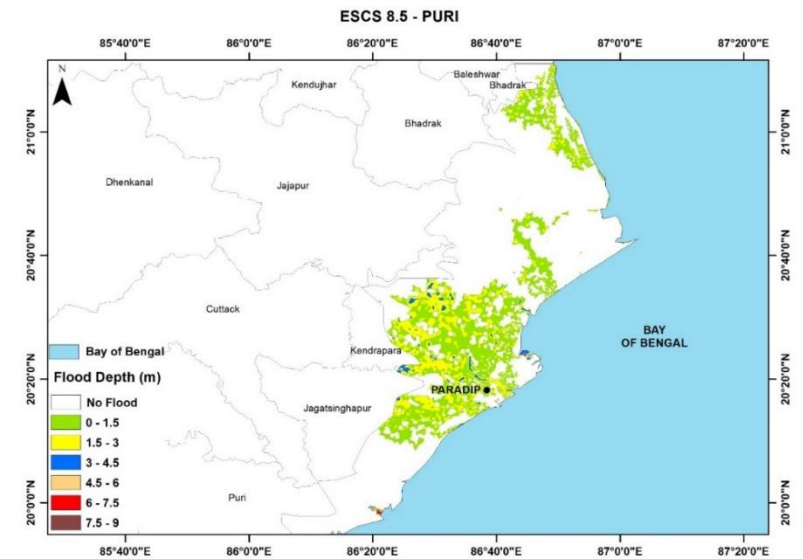 ESCS 8.5 - PURI
85°40'0"E 86°0'0"E 86°20'0"E 86°40'0"E 87°0'0"E 87°20'0"E
N
Baleshwar
Kendujhar
Bhadrak
Bhadrak
21°0'0"N 21°0'0"N
Dhenkanal
Jajapur
20°40'0"N 20°40'0"N
Cuttack
BAY
OF BENGAL
Kendrapara
Bay of Bengal
Flood Depth (m)
20°20'0"N 20°20'0"N
PARADIP
No Flood
Jagatsinghapur
0 - 1.5
1.5 - 3
3 - 4.5
4.5 - 6
Puri
6 - 7.5
20°0'0"N 20°0'0"N
7.5 - 9
85°40'0"E 86°0'0"E 86°20'0"E 86°40'0"E 87°0'0"E 87°20'0"E